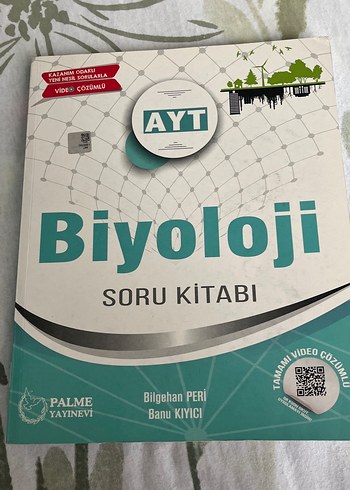 KAZANIM ODAKLI
YENİ NESİL SORULARLA
VİDEO ÇÖZÜMLÜ
AYT
Biyoloji
SORU KİTABI
TAMAMI VİDEO ÇÖZÜMLÜ
PALME
YAYINEVİ
Bilgehan PERİ
Banu KIYICI